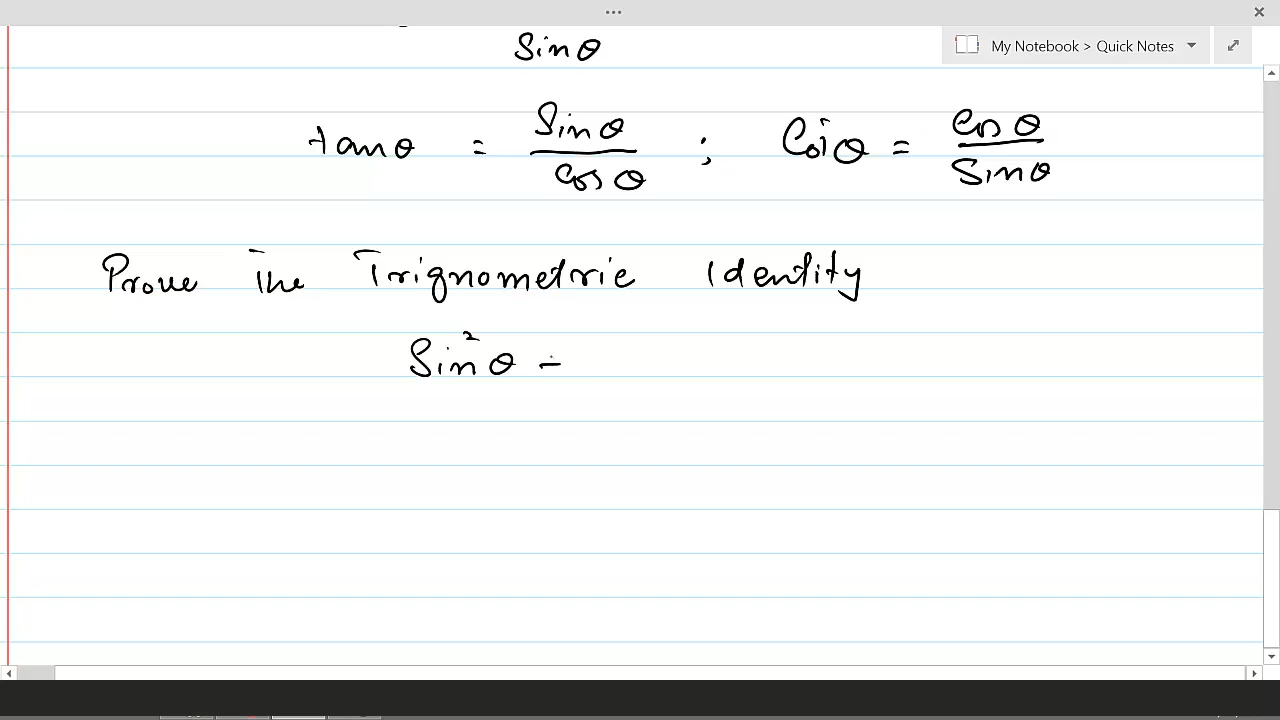 ...
Sinθ
My Notebook > Quick Notes
tanθ = Sinθ/cosθ ; Cotθ = cosθ/Sinθ
Prove the Trignometric Identity
Sin²θ -